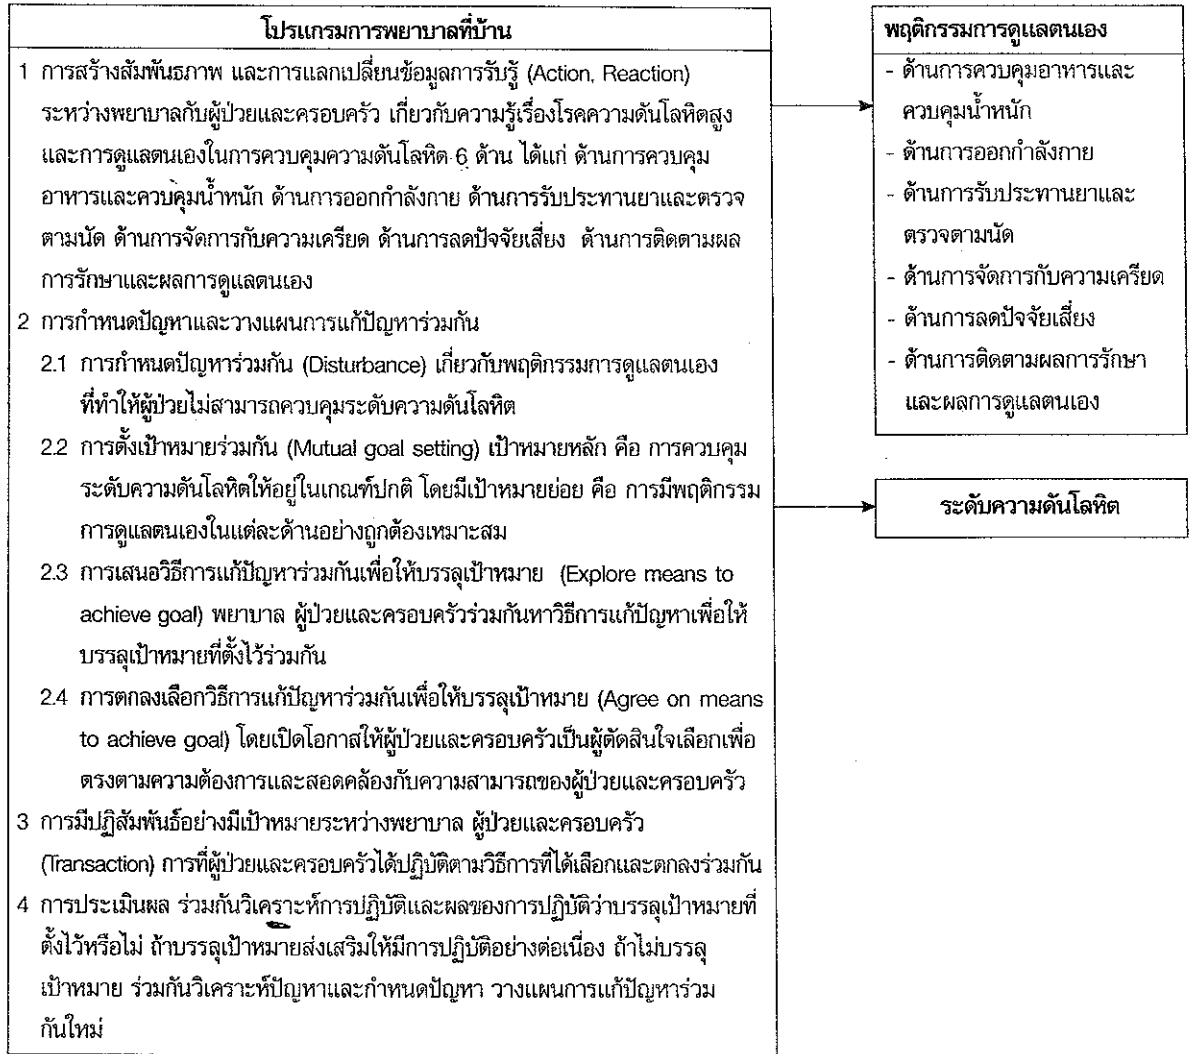 โปรแกรมการพยาบาลที่บ้าน
1 การสร้างสัมพันธภาพ และการแลกเปลี่ยนข้อมูลการรับรู้ (Action, Reaction)
ระหว่างพยาบาลกับผู้ป่วยและครอบครัว เกี่ยวกับความรู้เรื่องโรคความดันโลหิตสูง
และการดูแลตนเองในการควบคุมความดันโลหิต 6 ด้าน ได้แก่ ด้านการควบคุม
อาหารและควบคุมน้ำหนัก ด้านการออกกำลังกาย ด้านการรับประทานยาและตรวจ
ตามนัด ด้านการจัดการกับความเครียด ด้านการลดปัจจัยเสี่ยง ด้านการติดตามผล
การรักษาและผลการดูแลตนเอง
2 การกำหนดปัญหาและวางแผนการแก้ปัญหาร่วมกัน
2.1 การกำหนดปัญหาร่วมกัน (Disturbance) เกี่ยวกับพฤติกรรมการดูแลตนเอง
ที่ทำให้ผู้ป่วยไม่สามารถควบคุมระดับความดันโลหิต
2.2 การตั้งเป้าหมายร่วมกัน (Mutual goal setting) เป้าหมายหลัก คือ การควบคุม
ระดับความดันโลหิตให้อยู่ในเกณฑ์ปกติ โดยมีเป้าหมายย่อย คือ การมีพฤติกรรม
การดูแลตนเองในแต่ละด้านอย่างถูกต้องเหมาะสม
2.3 การเสนอวิธีการแก้ปัญหาร่วมกันเพื่อให้บรรลุเป้าหมาย (Explore means to
achieve goal) พยาบาล ผู้ป่วยและครอบครัวร่วมกันหาวิธีการแก้ปัญหาเพื่อให้
บรรลุเป้าหมายที่ตั้งไว้ร่วมกัน
2.4 การตกลงเลือกวิธีการแก้ปัญหาร่วมกันเพื่อให้บรรลุเป้าหมาย (Agree on means
to achieve goal) โดยเปิดโอกาสให้ผู้ป่วยและครอบครัวเป็นผู้ตัดสินใจเลือกเพื่อ
ตรงตามความต้องการและสอดคล้องกับความสามารถของผู้ป่วยและครอบครัว
3 การมีปฏิสัมพันธ์อย่างมีเป้าหมายระหว่างพยาบาล ผู้ป่วยและครอบครัว
(Transaction) การที่ผู้ป่วยและครอบครัวได้ปฏิบัติตามวิธีการที่ได้เลือกและตกลงร่วมกัน
4 การประเมินผล ร่วมกันวิเคราะห์การปฏิบัติและผลของการปฏิบัติว่าบรรลุเป้าหมายที่
ตั้งไว้หรือไม่ ถ้าบรรลุเป้าหมายส่งเสริมให้มีการปฏิบัติอย่างต่อเนื่อง ถ้าไม่บรรลุ
เป้าหมาย ร่วมกันวิเคราะห์ปัญหาและกำหนดปัญหา วางแผนการแก้ปัญหาร่วม
กันใหม่
พฤติกรรมการดูแลตนเอง
- ด้านการควบคุมอาหารและ
ควบคุมน้ำหนัก
- ด้านการออกกำลังกาย
- ด้านการรับประทานยาและ
ตรวจตามนัด
- ด้านการจัดการกับความเครียด
- ด้านการลดปัจจัยเสี่ยง
- ด้านการติดตามผลการรักษา
และผลการดูแลตนเอง
ระดับความดันโลหิต